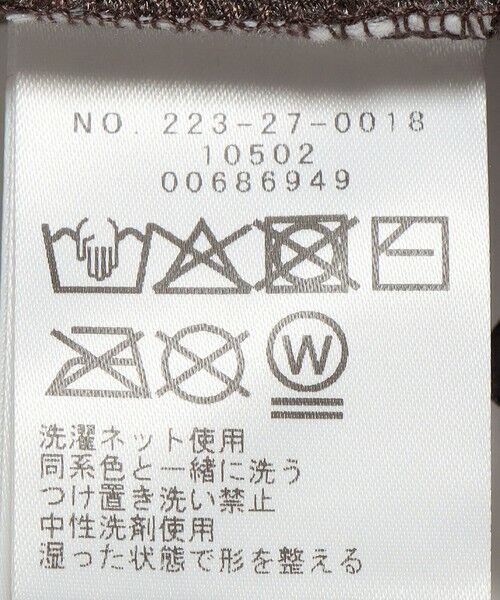 NO. 223-27-0018
10502
00686949
W
洗濯ネット使用
同系色と一緒に洗う
つけ置き洗い禁止
中性洗剤使用
湿った状態で形を整える